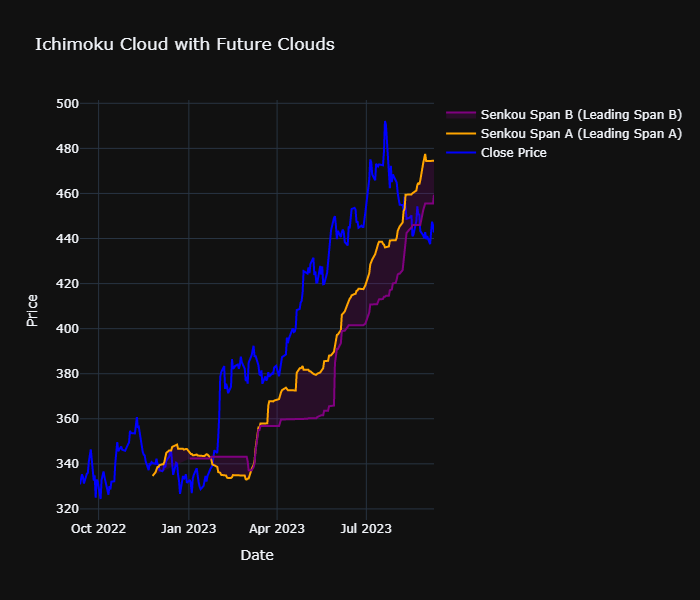 Ichimoku Cloud with Future Clouds
Senkou Span B (Leading Span B)
Senkou Span A (Leading Span A)
Close Price
500
480
460
440
420
400
380
360
340
320
Price
Oct 2022
Jan 2023
Apr 2023
Jul 2023
Date